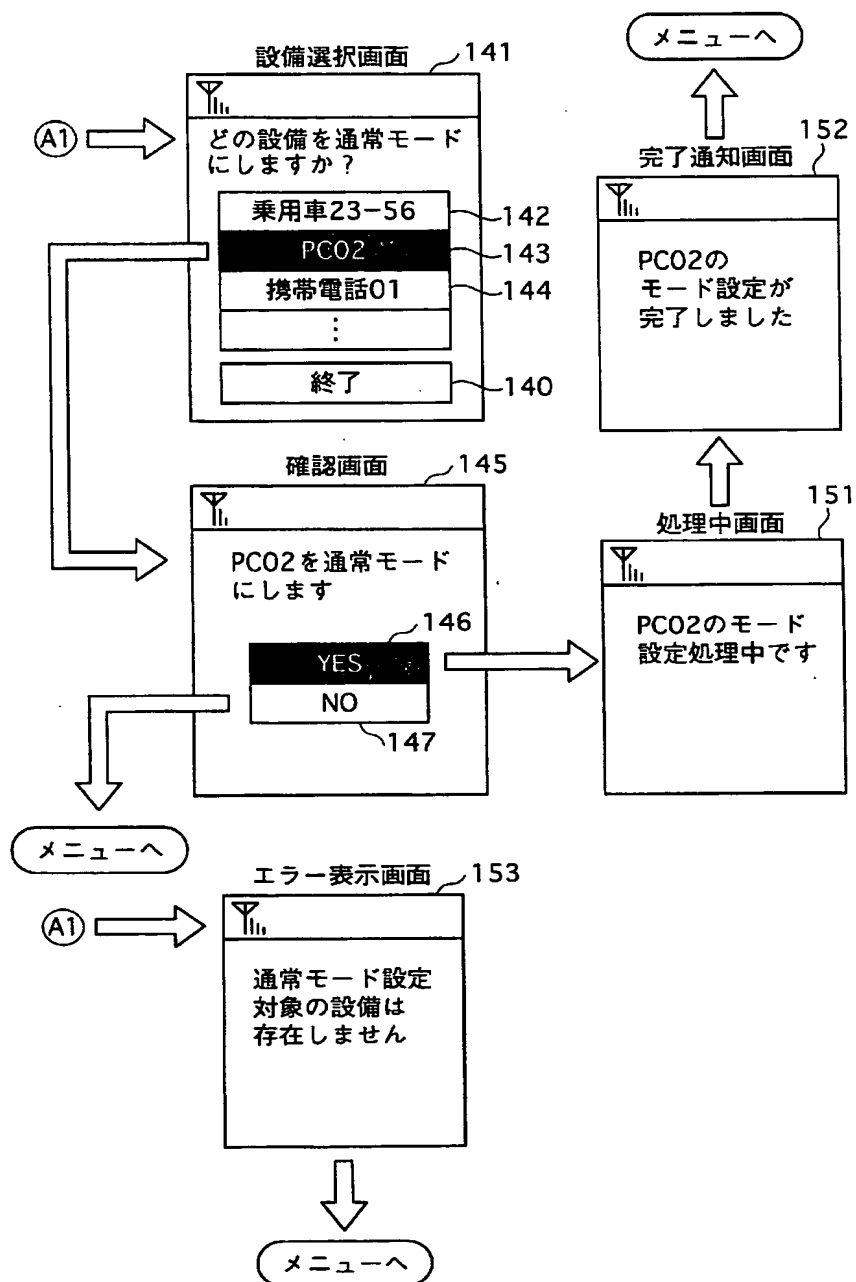 設備選択画面
141
A1
どの設備を通常モード
にしますか？
乗用車23-56
142
PC02
143
携帯電話01
144
⋮
終了
140
確認画面
145
PC02を通常モード
にします
146
YES
NO
147
メニューへ
処理中画面
151
PC02のモード
設定処理中です
完了通知画面
152
PC02の
モード設定が
完了しました
メニューへ
エラー表示画面
153
A1
通常モード設定
対象の設備は
存在しません
メニューへ